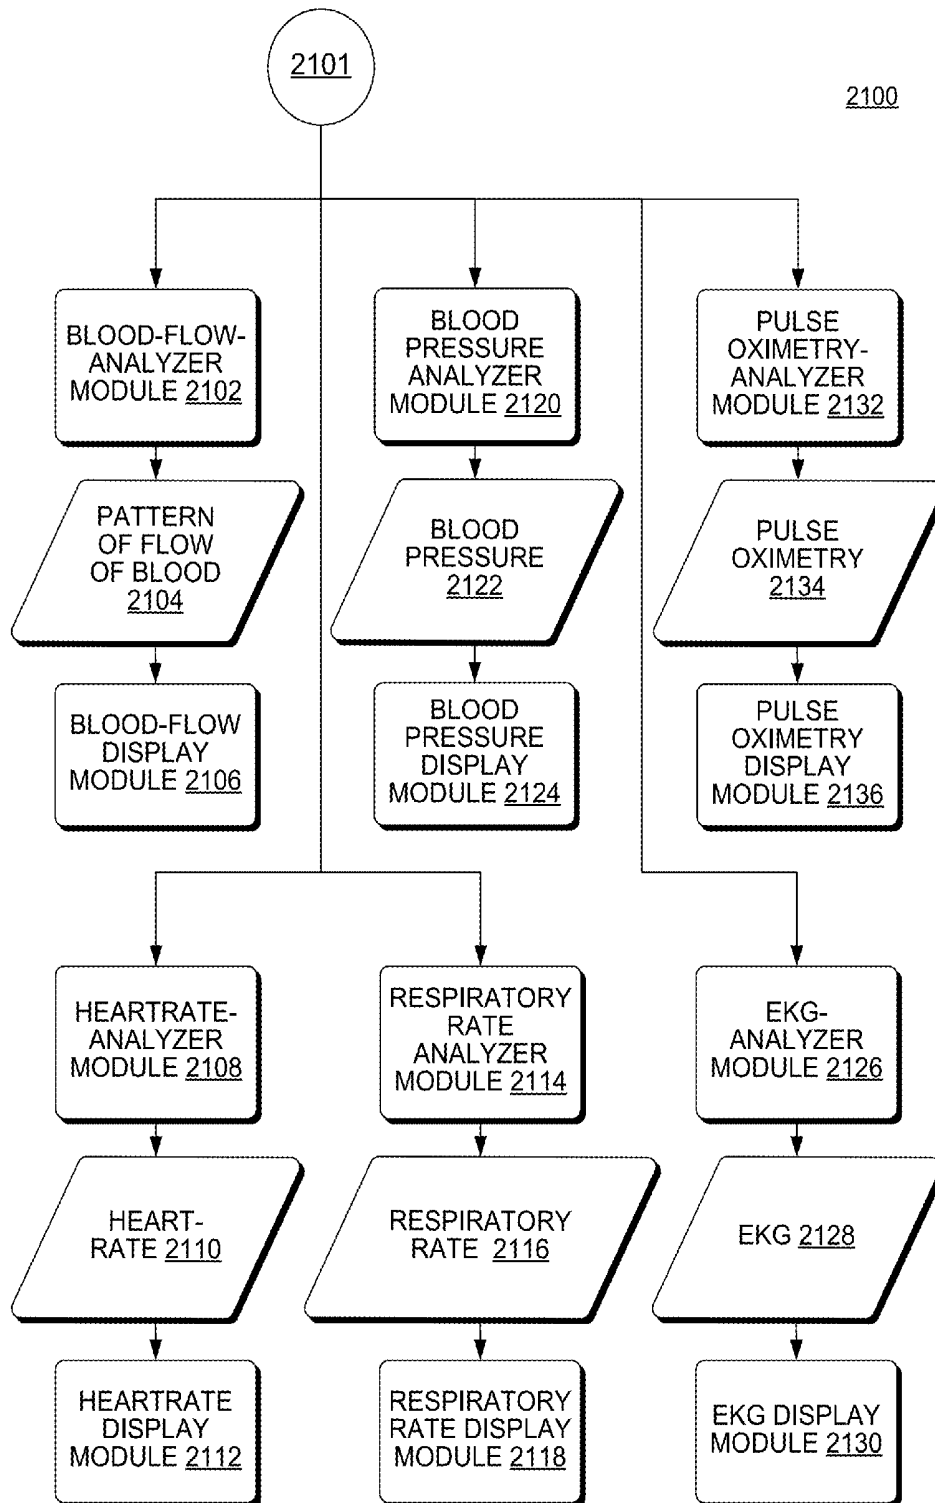 2101
2100
BLOOD-FLOW-
ANALYZER
MODULE 2102
BLOOD
PRESSURE
ANALYZER
MODULE 2120
PULSE
OXIMETRY-
ANALYZER
MODULE 2132
PATTERN
OF FLOW
OF BLOOD
2104
BLOOD
PRESSURE
2122
PULSE
OXIMETRY
2134
BLOOD-FLOW
DISPLAY
MODULE 2106
BLOOD
PRESSURE
DISPLAY
MODULE 2124
PULSE
OXIMETRY
DISPLAY
MODULE 2136
HEARTRATE-
ANALYZER
MODULE 2108
RESPIRATORY
RATE
ANALYZER
MODULE 2114
EKG-
ANALYZER
MODULE 2126
HEART-
RATE 2110
RESPIRATORY
RATE 2116
EKG 2128
HEARTRATE
DISPLAY
MODULE 2112
RESPIRATORY
RATE DISPLAY
MODULE 2118
EKG DISPLAY
MODULE 2130